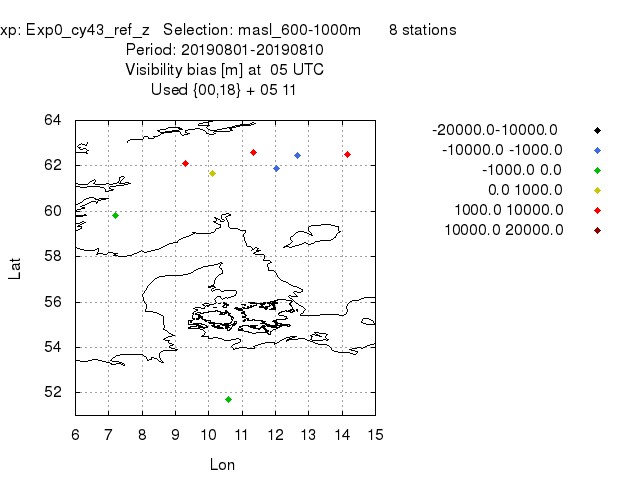 xp: Exp0_cy43_ref_z Selection: masl_600-1000m 8 stations
Period: 20190801-20190810
Visibility bias [m] at 05 UTC
Used {00,18} + 05 11
64
62
60
58
56
54
52
Lat
6 7 8 9 10 11 12 13 14 15
Lon
-20000.0-10000.0
-10000.0 -1000.0
-1000.0 0.0
0.0 1000.0
1000.0 10000.0
10000.0 20000.0